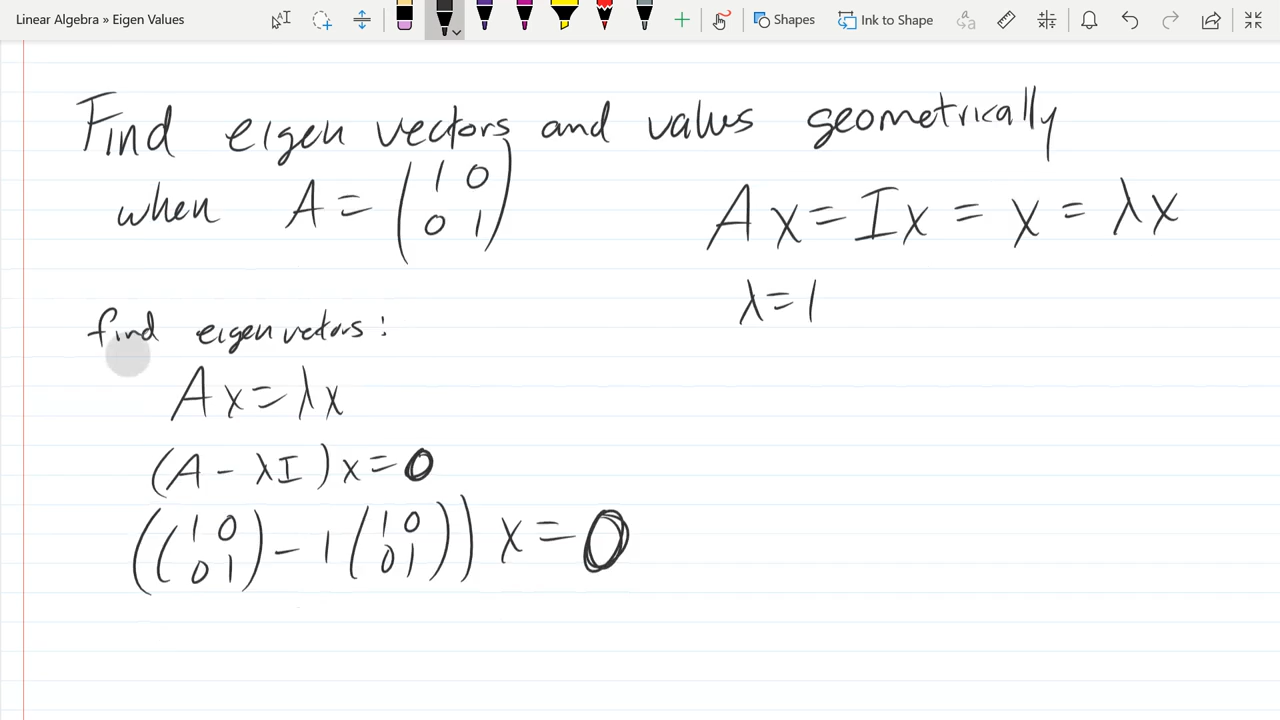 Linear Algebra » Eigen Values
Shapes
Ink to Shape
Find eigen vectors and values geometrically
when A = (1 0
0 1)
Ax = Ix = x = λx
λ = 1
find eigenvectors:
Ax = λx
(A - λI)x = 0
((1 0
0 1) - 1(1 0
0 1))x = 0